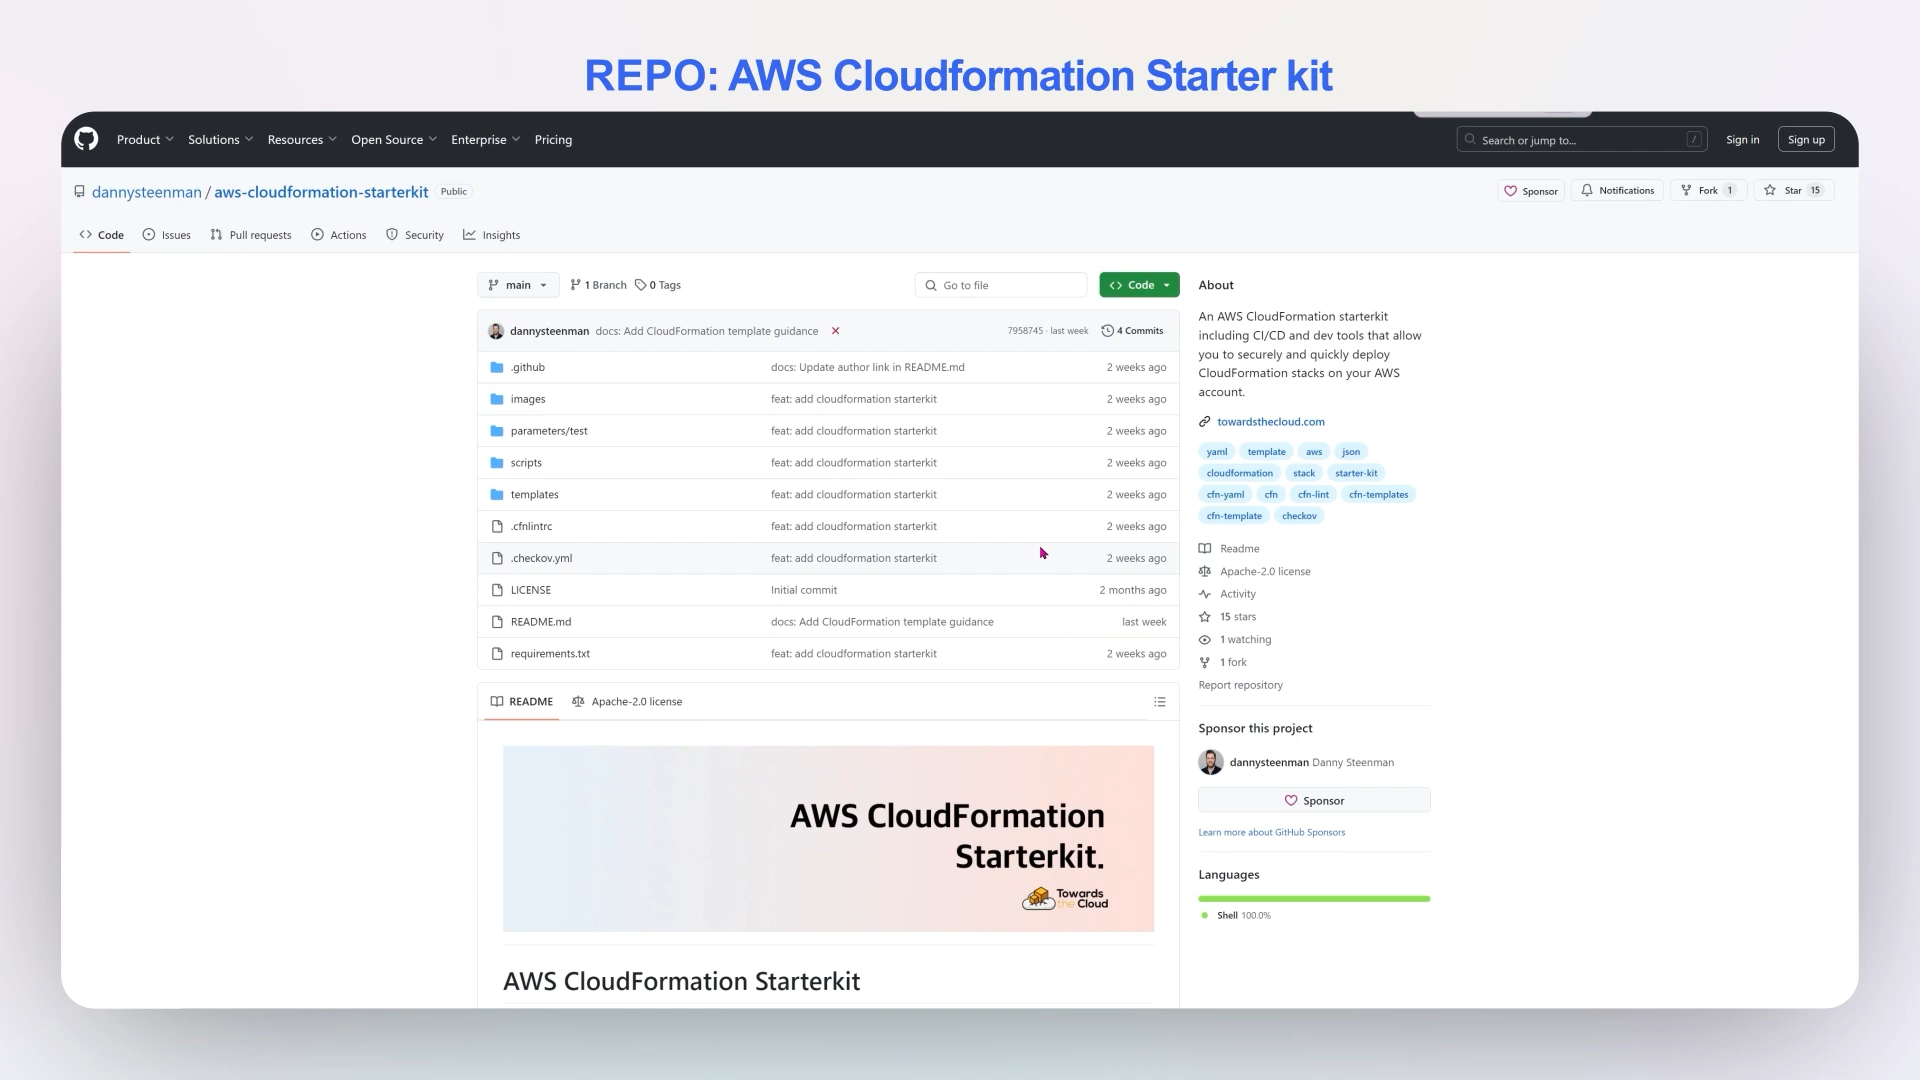 REPO: AWS Cloudformation Starter kit
Product Solutions Resources Open Source Enterprise Pricing Search or jump to... / Sign in Sign up
dannysteenman / aws-cloudformation-starterkit Public Sponsor Notifications Fork 1 Star 15
Code Issues Pull requests Actions Security Insights
main 1 Branch 0 Tags Go to file Code
dannysteenman docs: Add CloudFormation template guidance 7958745 · last week 4 Commits
.github docs: Update author link in README.md 2 weeks ago
images feat: add cloudformation starterkit 2 weeks ago
parameters/test feat: add cloudformation starterkit 2 weeks ago
scripts feat: add cloudformation starterkit 2 weeks ago
templates feat: add cloudformation starterkit 2 weeks ago
.cfnlintrc feat: add cloudformation starterkit 2 weeks ago
.checkov.yml feat: add cloudformation starterkit 2 weeks ago
LICENSE Initial commit 2 months ago
README.md docs: Add CloudFormation template guidance last week
requirements.txt feat: add cloudformation starterkit 2 weeks ago
README Apache-2.0 license
AWS CloudFormation
Starterkit.
Towards
the Cloud
AWS CloudFormation Starterkit
About
An AWS CloudFormation starterkit
including CI/CD and dev tools that allow
you to securely and quickly deploy
CloudFormation stacks on your AWS
account.
towardsthecloud.com
yaml template aws json
cloudformation stack starter-kit
cfn-yaml cfn cfn-lint cfn-templates
cfn-template checkov
Readme
Apache-2.0 license
Activity
15 stars
1 watching
1 fork
Report repository
Sponsor this project
dannysteenman Danny Steenman
Sponsor
Learn more about GitHub Sponsors
Languages
Shell 100.0%